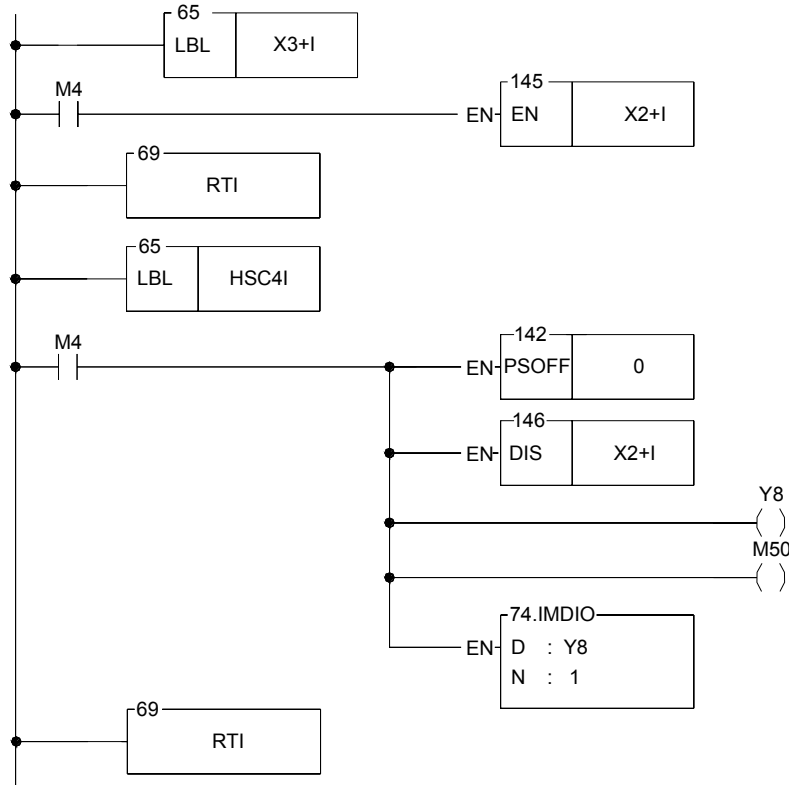 65
LBL X3+I
M4
145
EN EN X2+I
69
RTI
65
LBL HSC4I
M4
142
EN PSOFF 0
146
EN DIS X2+I
Y8
M50
74.IMDIO
EN D : Y8
N : 1
69
RTI